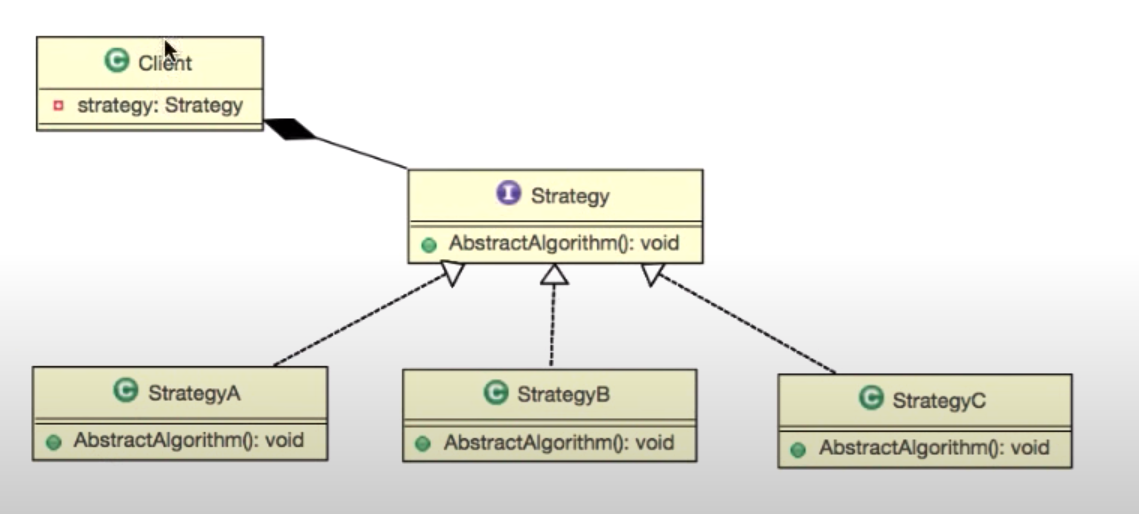 C Client
strategy: Strategy
I Strategy
AbstractAlgorithm(): void
C StrategyA
AbstractAlgorithm(): void
C StrategyB
AbstractAlgorithm(): void
C StrategyC
AbstractAlgorithm(): void